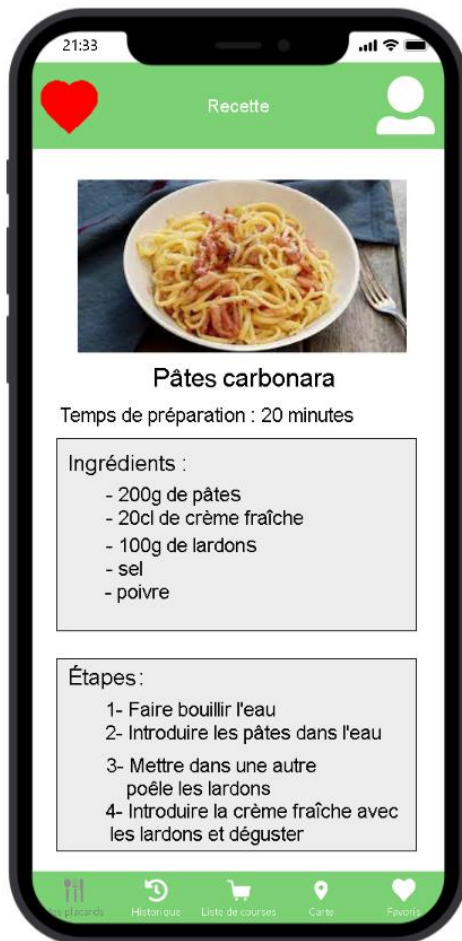 21:33
Recette
Pâtes carbonara
Temps de préparation : 20 minutes
Ingrédients :
- 200g de pâtes
- 20cl de crème fraîche
- 100g de lardons
- sel
- poivre
Étapes:
1- Faire bouillir l'eau
2- Introduire les pâtes dans l'eau
3- Mettre dans une autre
poêle les lardons
4- Introduire la crème fraîche avec
les lardons et déguster
placards Historique Liste de courses Carte Favoris